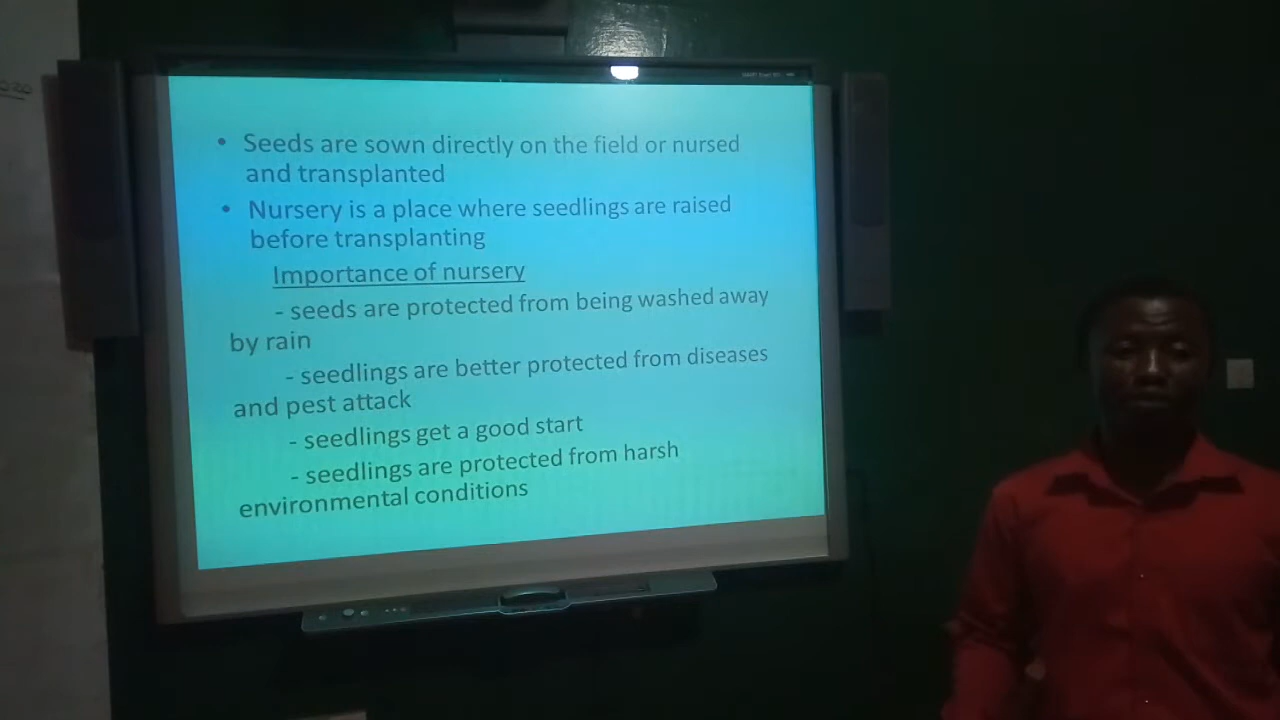 • Seeds are sown directly on the field or nursed
and transplanted
• Nursery is a place where seedlings are raised
before transplanting
Importance of nursery
- seeds are protected from being washed away
by rain
- seedlings are better protected from diseases
and pest attack
- seedlings get a good start
- seedlings are protected from harsh
environmental conditions